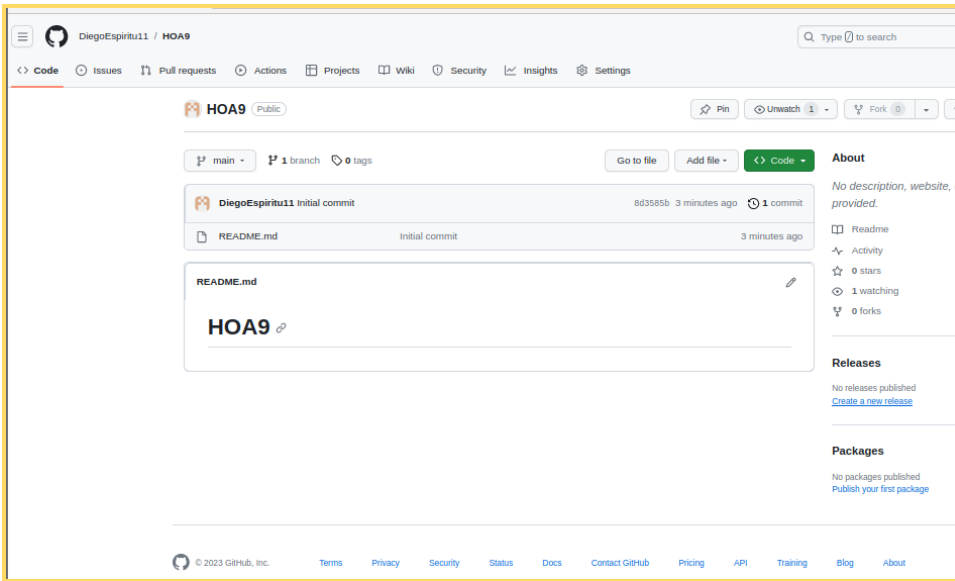 DiegoEspiritu11 / HOA9
Type / to search
Code Issues Pull requests Actions Projects Wiki Security Insights Settings
HOA9 Public
Pin Unwatch 1 Fork 0
main 1 branch 0 tags
Go to file Add file Code
DiegoEspiritu11 Initial commit 8d3585b 3 minutes ago 1 commit
README.md Initial commit 3 minutes ago
README.md
HOA9
About
No description, website,
provided.
Readme
Activity
0 stars
1 watching
0 forks
Releases
No releases published
Create a new release
Packages
No packages published
Publish your first package
© 2023 GitHub, Inc. Terms Privacy Security Status Docs Contact GitHub Pricing API Training Blog About